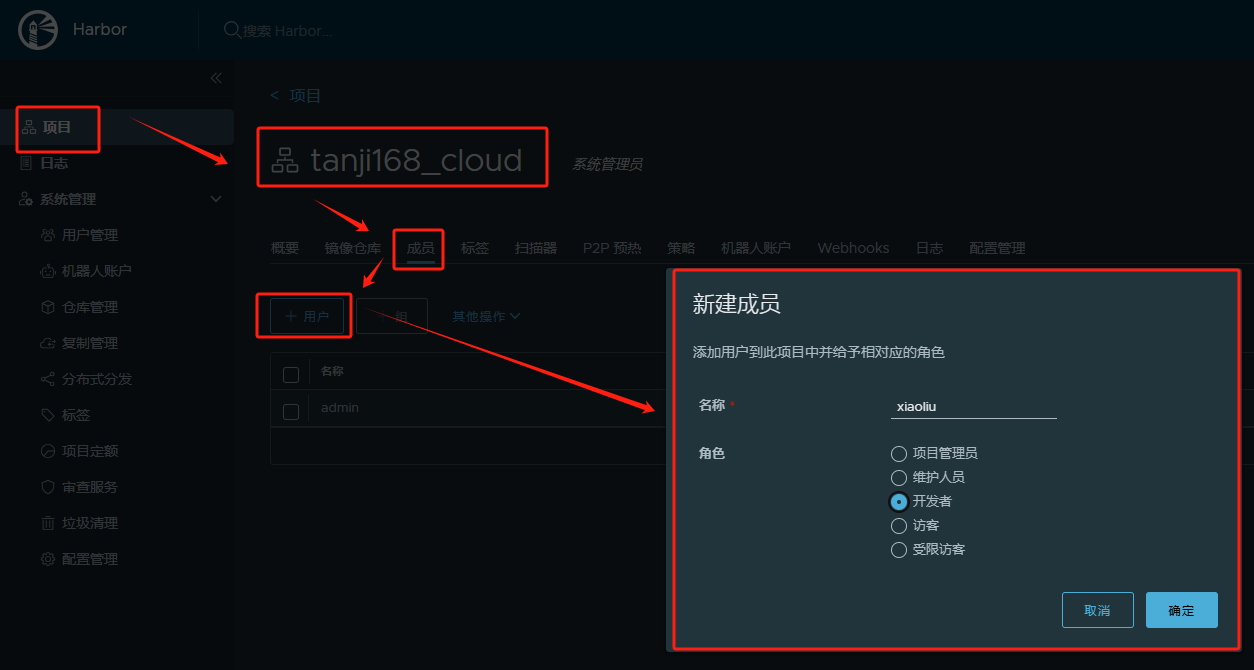 Harbor
搜索 Harbor...
项目
日志
系统管理
用户管理
机器人账户
仓库管理
复制管理
分布式分发
标签
项目定额
审查服务
垃圾清理
配置管理
< 项目
tanji168_cloud 系统管理员
概要 镜像仓库 成员 标签 扫描器 P2P 预热 策略 机器人账户 Webhooks 日志 配置管理
+ 用户 + 组 其他操作
名称
admin
新建成员
添加用户到此项目中并给予相对应的角色
名称 * xiaoliu
角色
项目管理员
维护人员
开发者
访客
受限访客
取消 确定